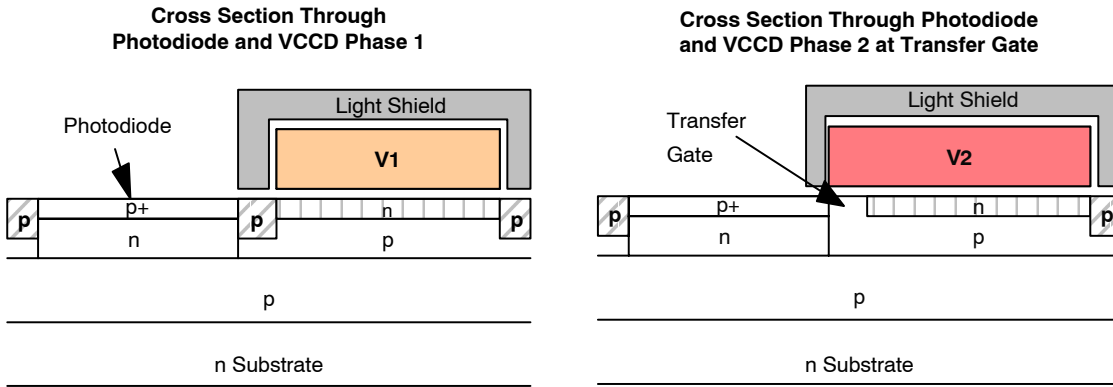 Cross Section Through
Photodiode and VCCD Phase 1
Light Shield
Photodiode
V1
p
p+
p
n
p
n
p
p
n Substrate
Cross Section Through Photodiode
and VCCD Phase 2 at Transfer Gate
Light Shield
Transfer
Gate
V2
p
p+
n
p
n
p
p
n Substrate